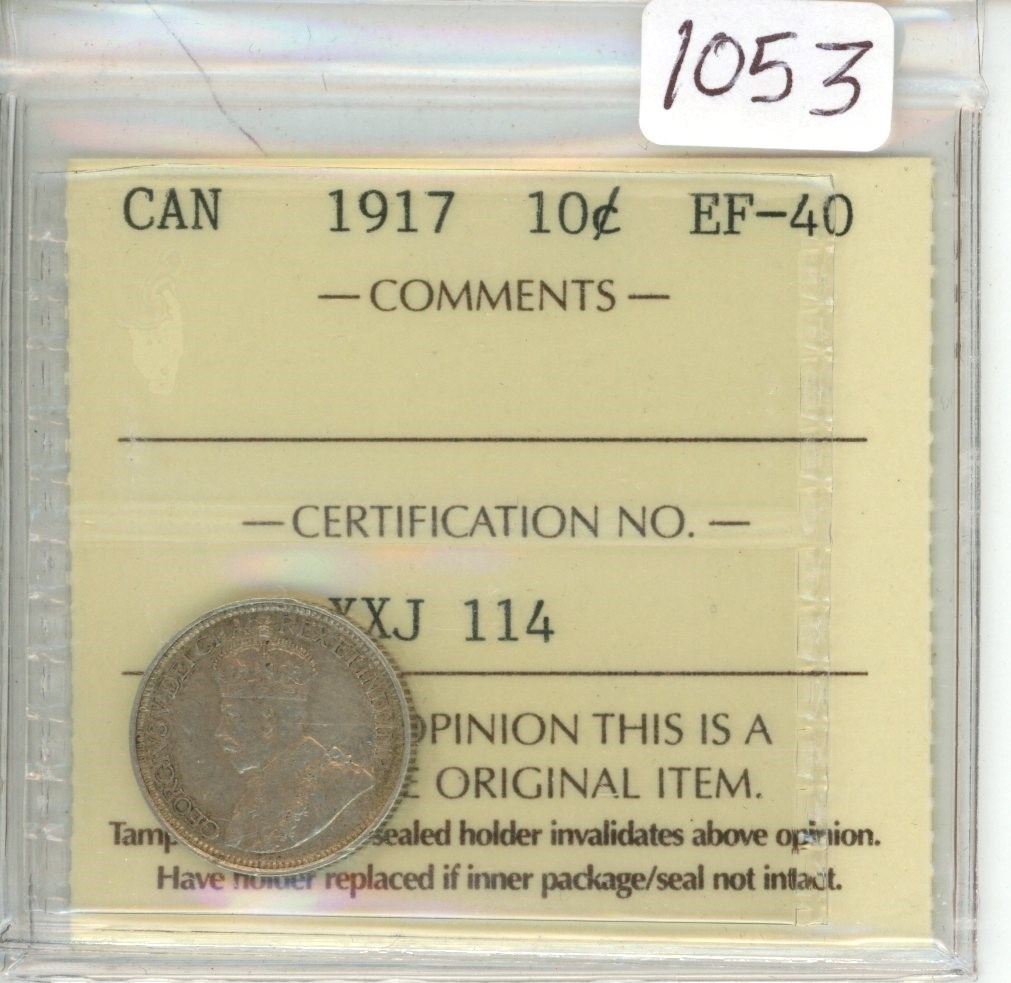 1053
CAN 1917 10¢ EF-40
— COMMENTS —
— CERTIFICATION NO. —
XXJ 114
OPINION THIS IS A
ORIGINAL ITEM.
sealed holder invalidates above opinion.
Have holder replaced if inner package/seal not intact.